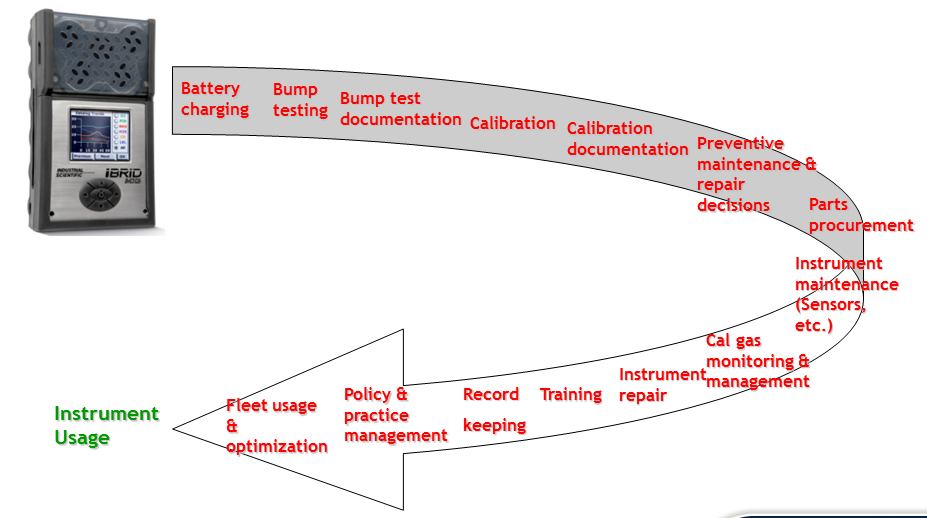 Battery
charging
Bump
testing
Bump test
documentation
Calibration
Calibration
documentation
Preventive
maintenance &
repair
decisions
Parts
procurement
Instrument
maintenance
(Sensors,
etc.)
Cal gas
monitoring &
management
Instrument
repair
Training
Record
keeping
Policy &
practice
management
Fleet usage
&
optimization
Instrument
Usage
INDUSTRIAL
SCIENTIFIC
iBRID
Previous
Next